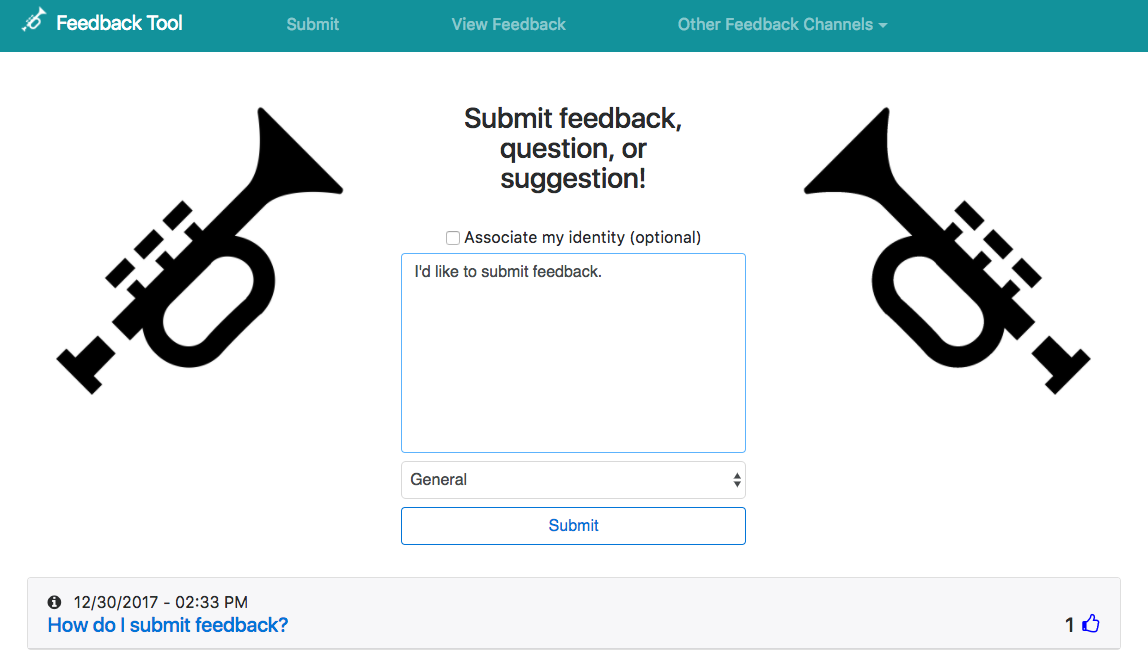 Feedback Tool
Submit
View Feedback
Other Feedback Channels
Submit feedback,
question, or
suggestion!
Associate my identity (optional)
I'd like to submit feedback.
General
Submit
12/30/2017 - 02:33 PM
How do I submit feedback?
1